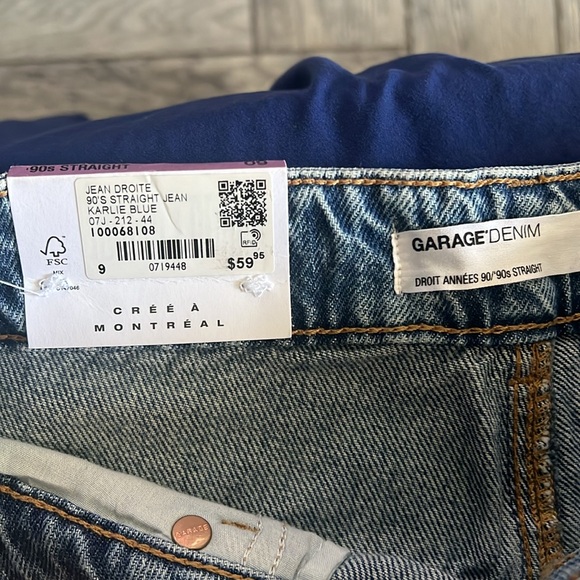 '90s STRAIGHT
JEAN DROITE
90'S STRAIGHT JEAN
KARLIE BLUE
07J - 212 - 44
100068108
RFID
9 0719448 $59.95
FSC
MIX
CRÉÉ À
MONTRÉAL
GARAGE DENIM
DROIT ANNÉES 90/'90s STRAIGHT
GARAGE